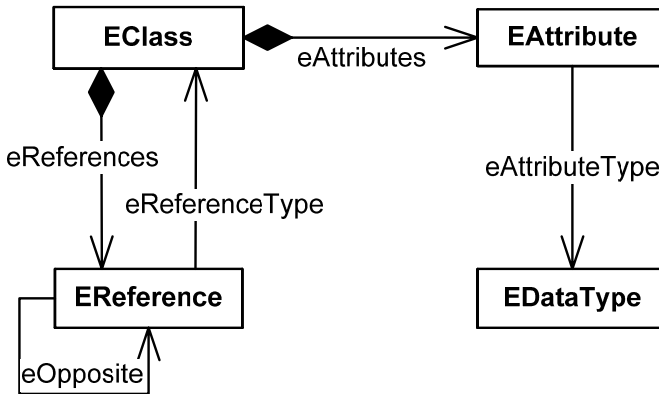 EClass
EAttribute
eAttributes
eReferences
eAttributeType
eReferenceType
EReference
EDataType
eOpposite